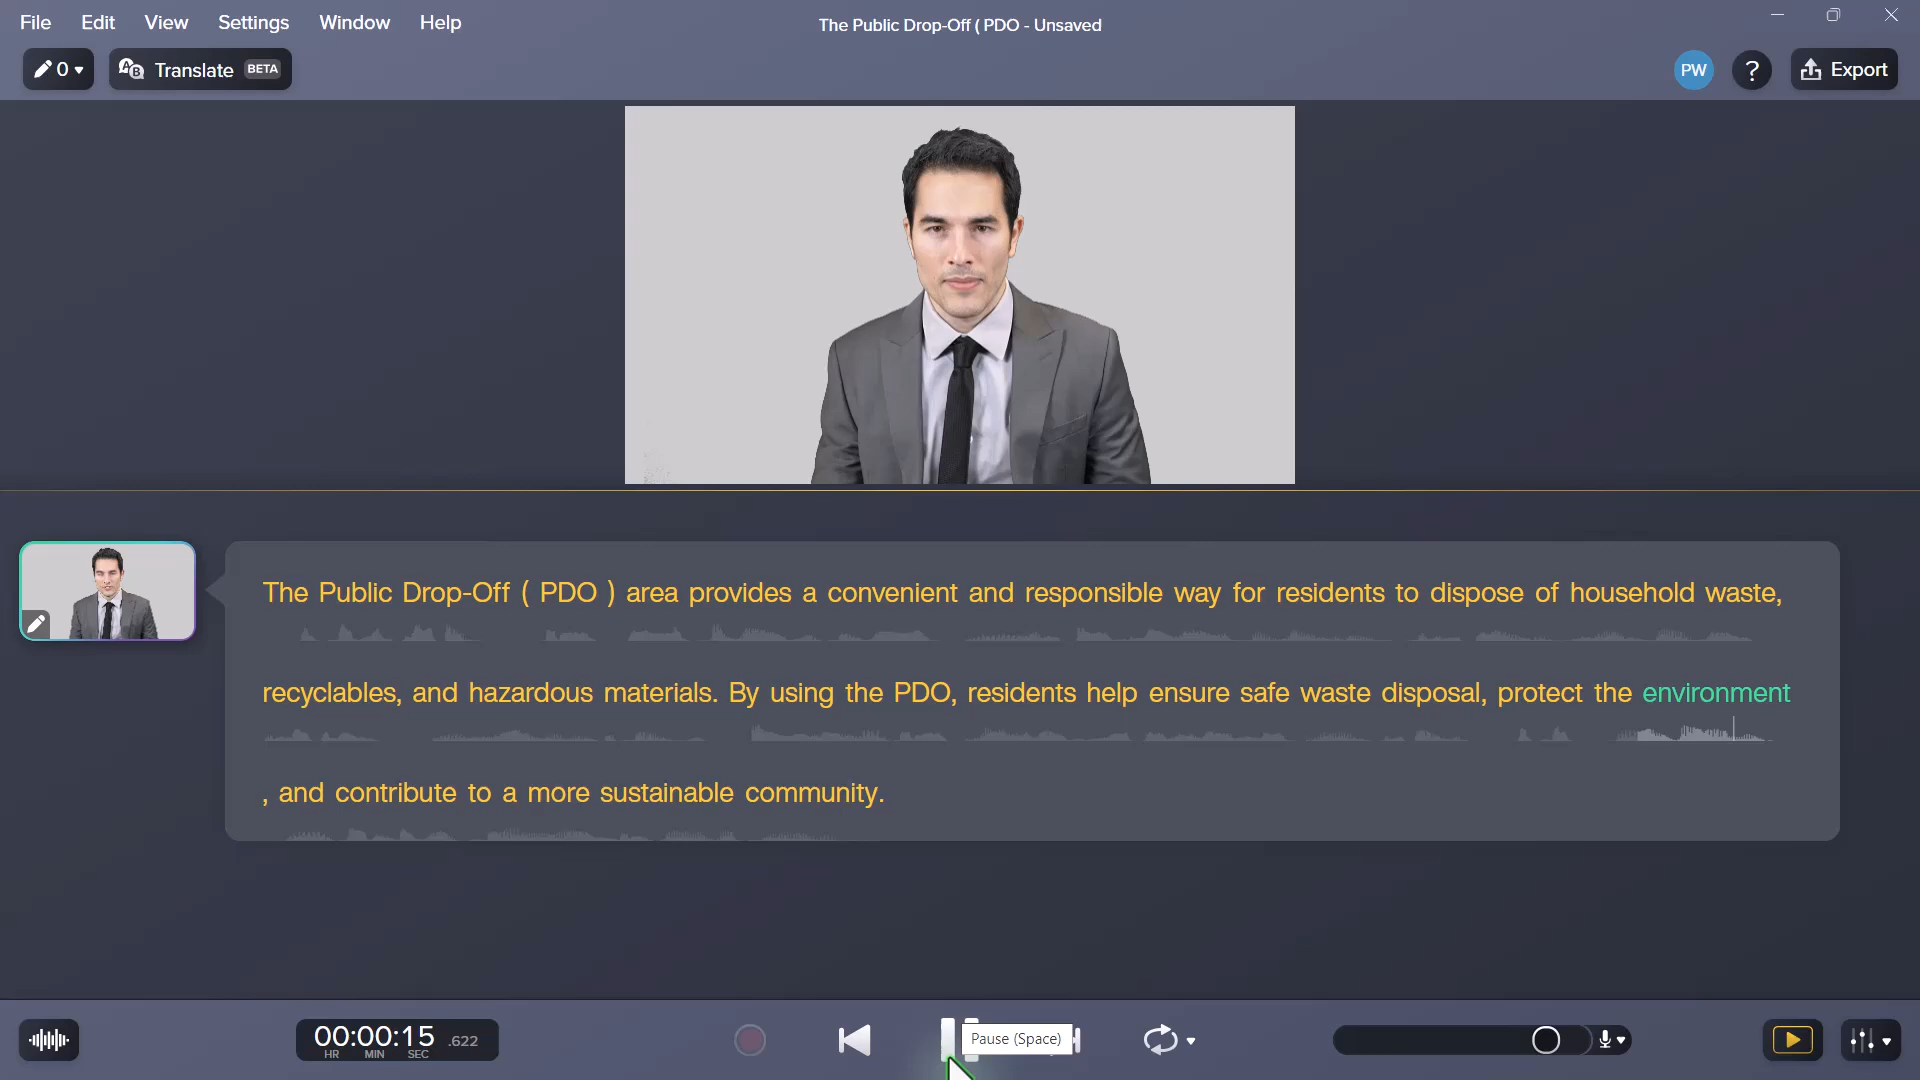 File Edit View Settings Window Help
The Public Drop-Off ( PDO - Unsaved
0 Translate BETA
PW ? Export
The Public Drop-Off ( PDO ) area provides a convenient and responsible way for residents to dispose of household waste,
recyclables, and hazardous materials. By using the PDO, residents help ensure safe waste disposal, protect the environment
, and contribute to a more sustainable community.
00:00:15 .622
HR MIN SEC
Pause (Space)